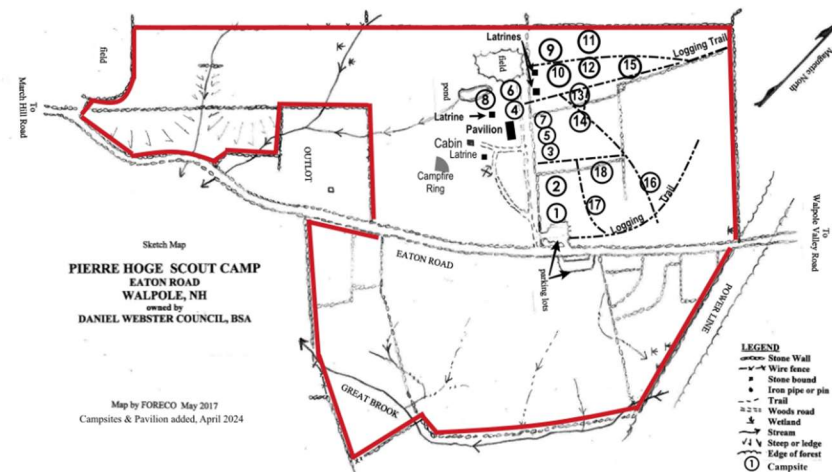 field
To
March Hill Road
Latrines
9
11
field
10
12
15
Logging Trail
Magnetic North
pond
8
6
4
13
14
Latrine
Pavilion
7
5
3
Cabin
Latrine
Campfire
Ring
OUTLOT
2
18
16
17
1
Logging
Trail
To
Walpole Valley Road
EATON ROAD
parking lots
POWER LINE
GREAT BROOK
Sketch Map
PIERRE HOGE SCOUT CAMP
EATON ROAD
WALPOLE, NH
owned by
DANIEL WEBSTER COUNCIL, BSA
Map by FORECO May 2017
Campsites & Pavilion added, April 2024
LEGEND
Stone Wall
Wire fence
Stone bound
Iron pipe or pin
Trail
Woods road
Wetland
Stream
Steep or ledge
Edge of forest
1 Campsite